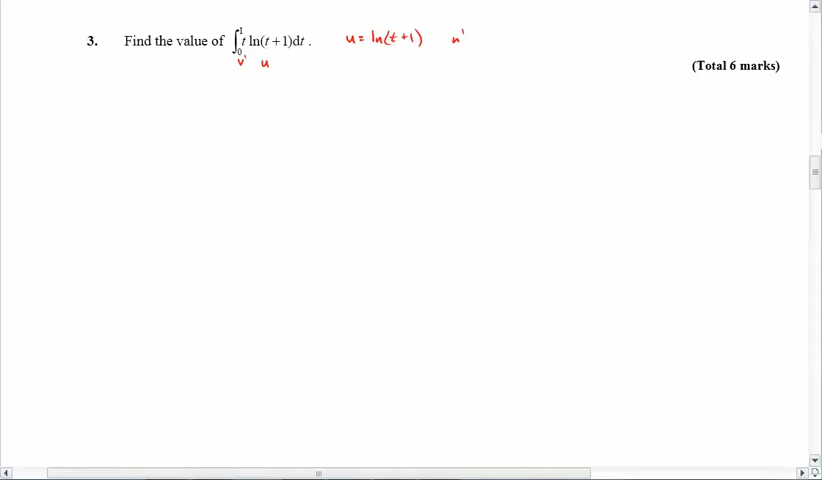 3. Find the value of ∫₀¹ t ln(t + 1)dt . u = ln(t+1) u'
v' u
(Total 6 marks)